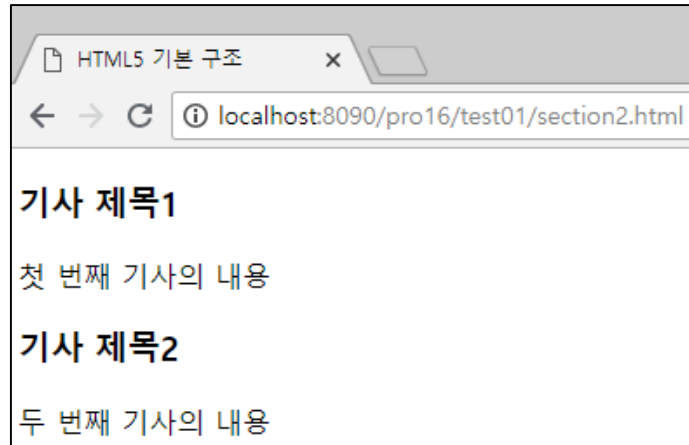 HTML5 기본 구조
localhost:8090/pro16/test01/section2.html
기사 제목1
첫 번째 기사의 내용
기사 제목2
두 번째 기사의 내용